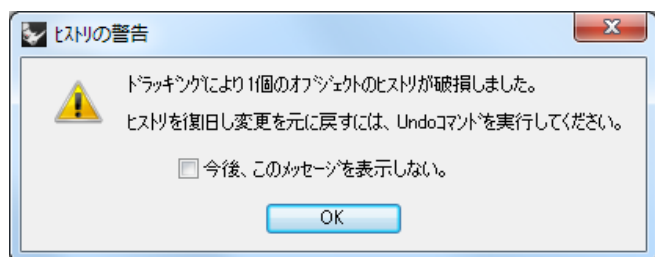 ヒストリの警告
ドラッキングにより1個のオブジェクトのヒストリが破損しました。
ヒストリを復旧し変更を元に戻すには、Undoコマンドを実行してください。
今後、このメッセージを表示しない。
OK